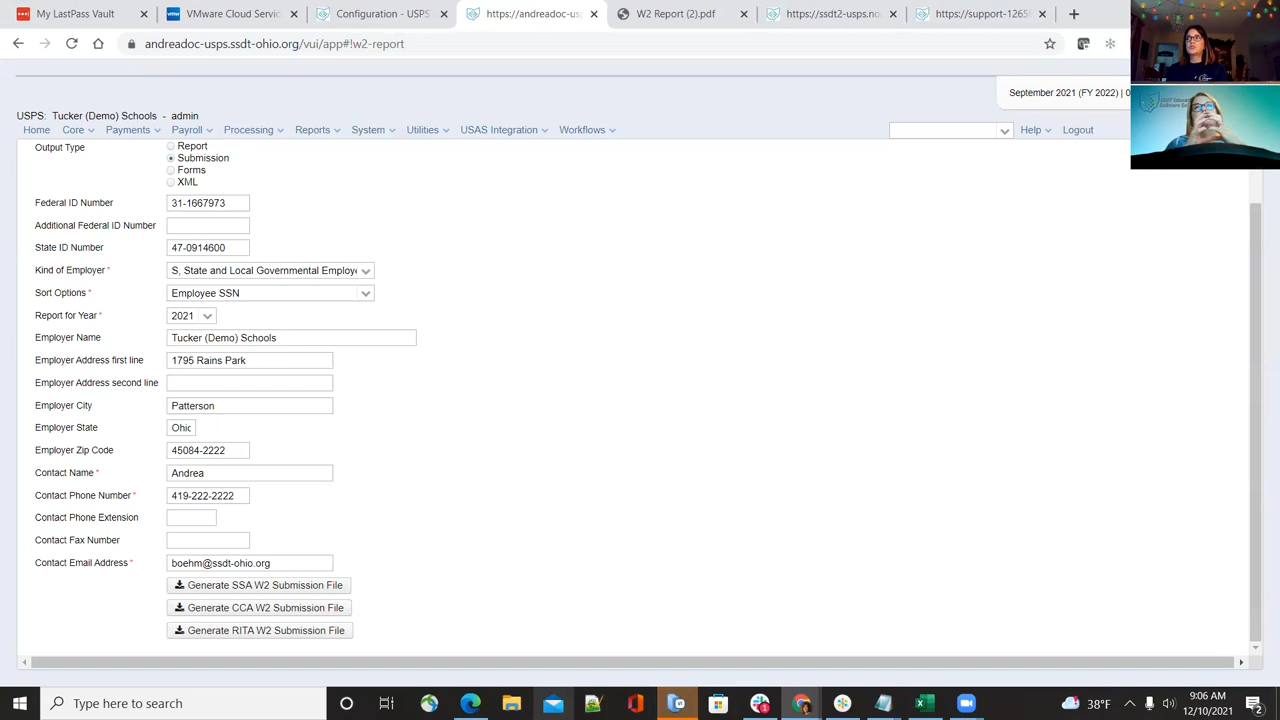 My LastPass Vault
VMware Cloud Servic
Configuration - USPS
https://andreadoc-us
W2 Report (2).pdf
https://ssdt2-usps.no
https://support-1265
andreadoc-usps.ssdt-ohio.org/vui/app#!w2-report
September 2021 (FY 2022) | 0
USPS: Tucker (Demo) Schools - admin
Home Core Payments Payroll Processing Reports System Utilities USAS Integration Workflows Help Logout
Output Type
Report
Submission
Forms
XML
Federal ID Number 31-1667973
Additional Federal ID Number
State ID Number 47-0914600
Kind of Employer * S, State and Local Governmental Employe
Sort Options * Employee SSN
Report for Year * 2021
Employer Name Tucker (Demo) Schools
Employer Address first line 1795 Rains Park
Employer Address second line
Employer City Patterson
Employer State Ohio
Employer Zip Code 45084-2222
Contact Name * Andrea
Contact Phone Number * 419-222-2222
Contact Phone Extension
Contact Fax Number
Contact Email Address * boehm@ssdt-ohio.org
Generate SSA W2 Submission File
Generate CCA W2 Submission File
Generate RITA W2 Submission File
Type here to search
38°F
9:06 AM
12/10/2021
2